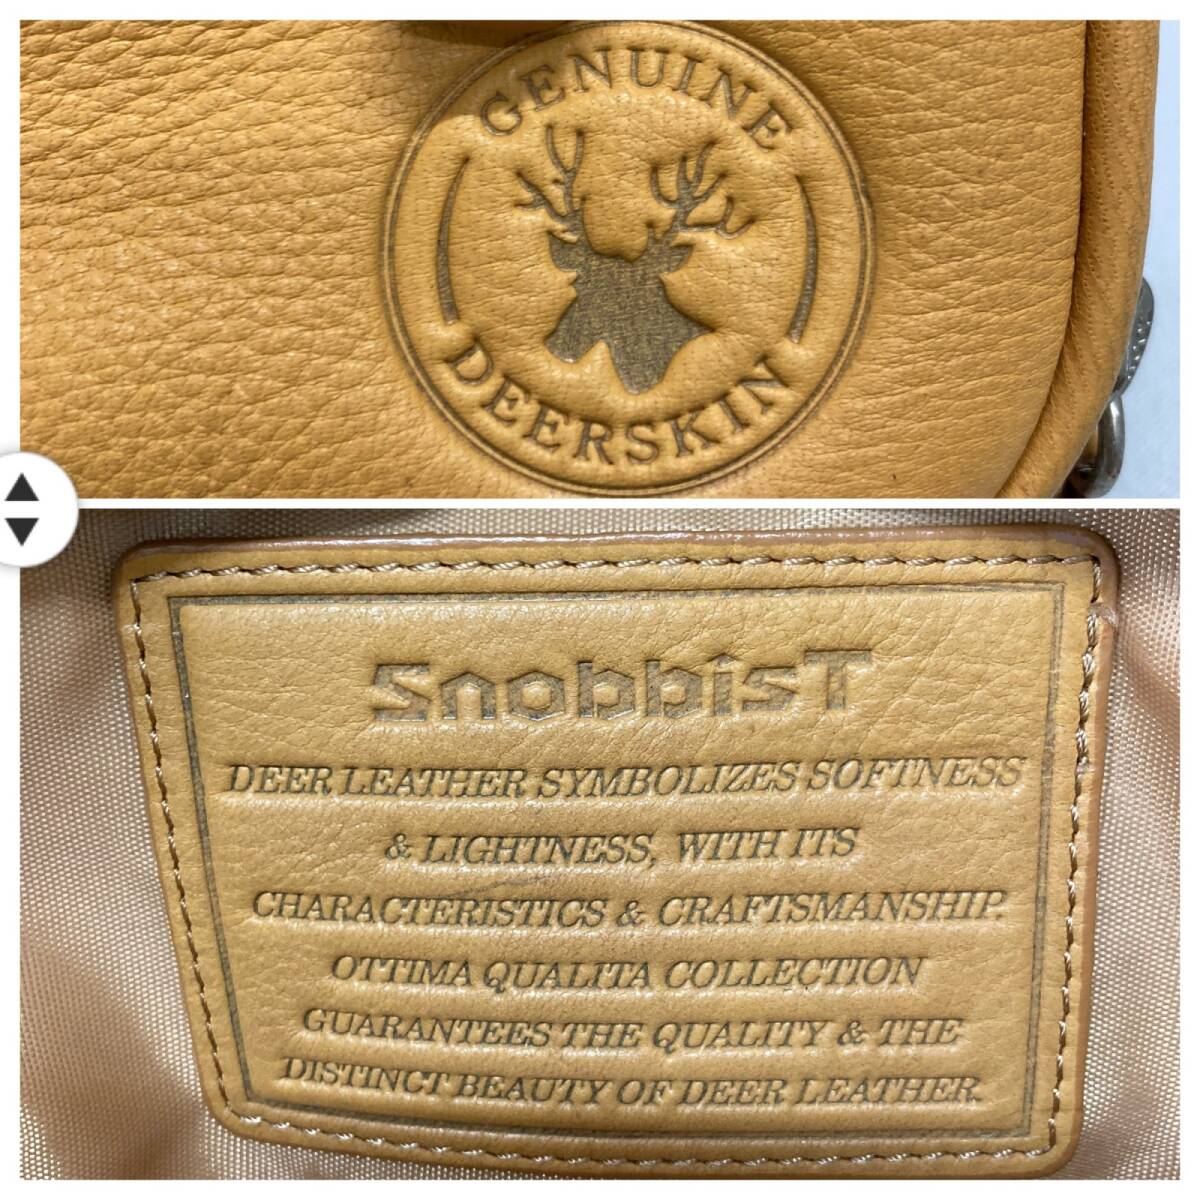 GENUINE
DEERSKIN
SnobbisT
DEER LEATHER SYMBOLIZES SOFTNESS
& LIGHTNESS, WITH ITS
CHARACTERISTICS & CRAFTSMANSHIP.
OTTIMA QUALITA COLLECTION
GUARANTEES THE QUALITY & THE
DISTINCT BEAUTY OF DEER LEATHER.